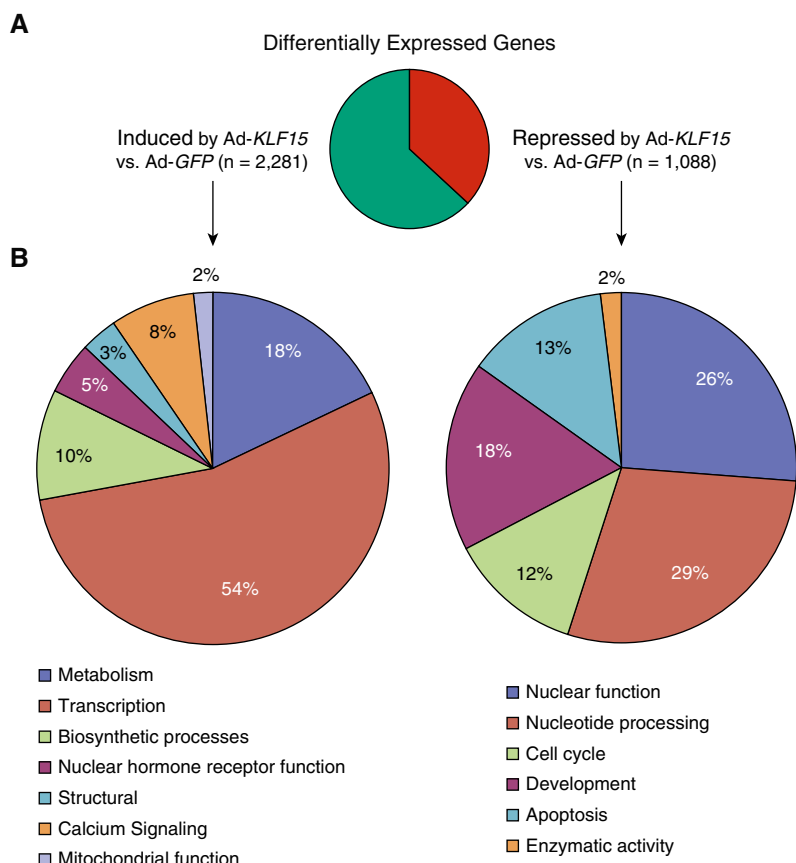 A
Differentially Expressed Genes
Induced by Ad-KLF15
vs. Ad-GFP (n = 2,281)
Repressed by Ad-KLF15
vs. Ad-GFP (n = 1,088)
B
2%
18%
54%
10%
5%
3%
8%
2%
26%
29%
12%
18%
13%
Metabolism
Transcription
Biosynthetic processes
Nuclear hormone receptor function
Structural
Calcium Signaling
Mitochondrial function
Nuclear function
Nucleotide processing
Cell cycle
Development
Apoptosis
Enzymatic activity